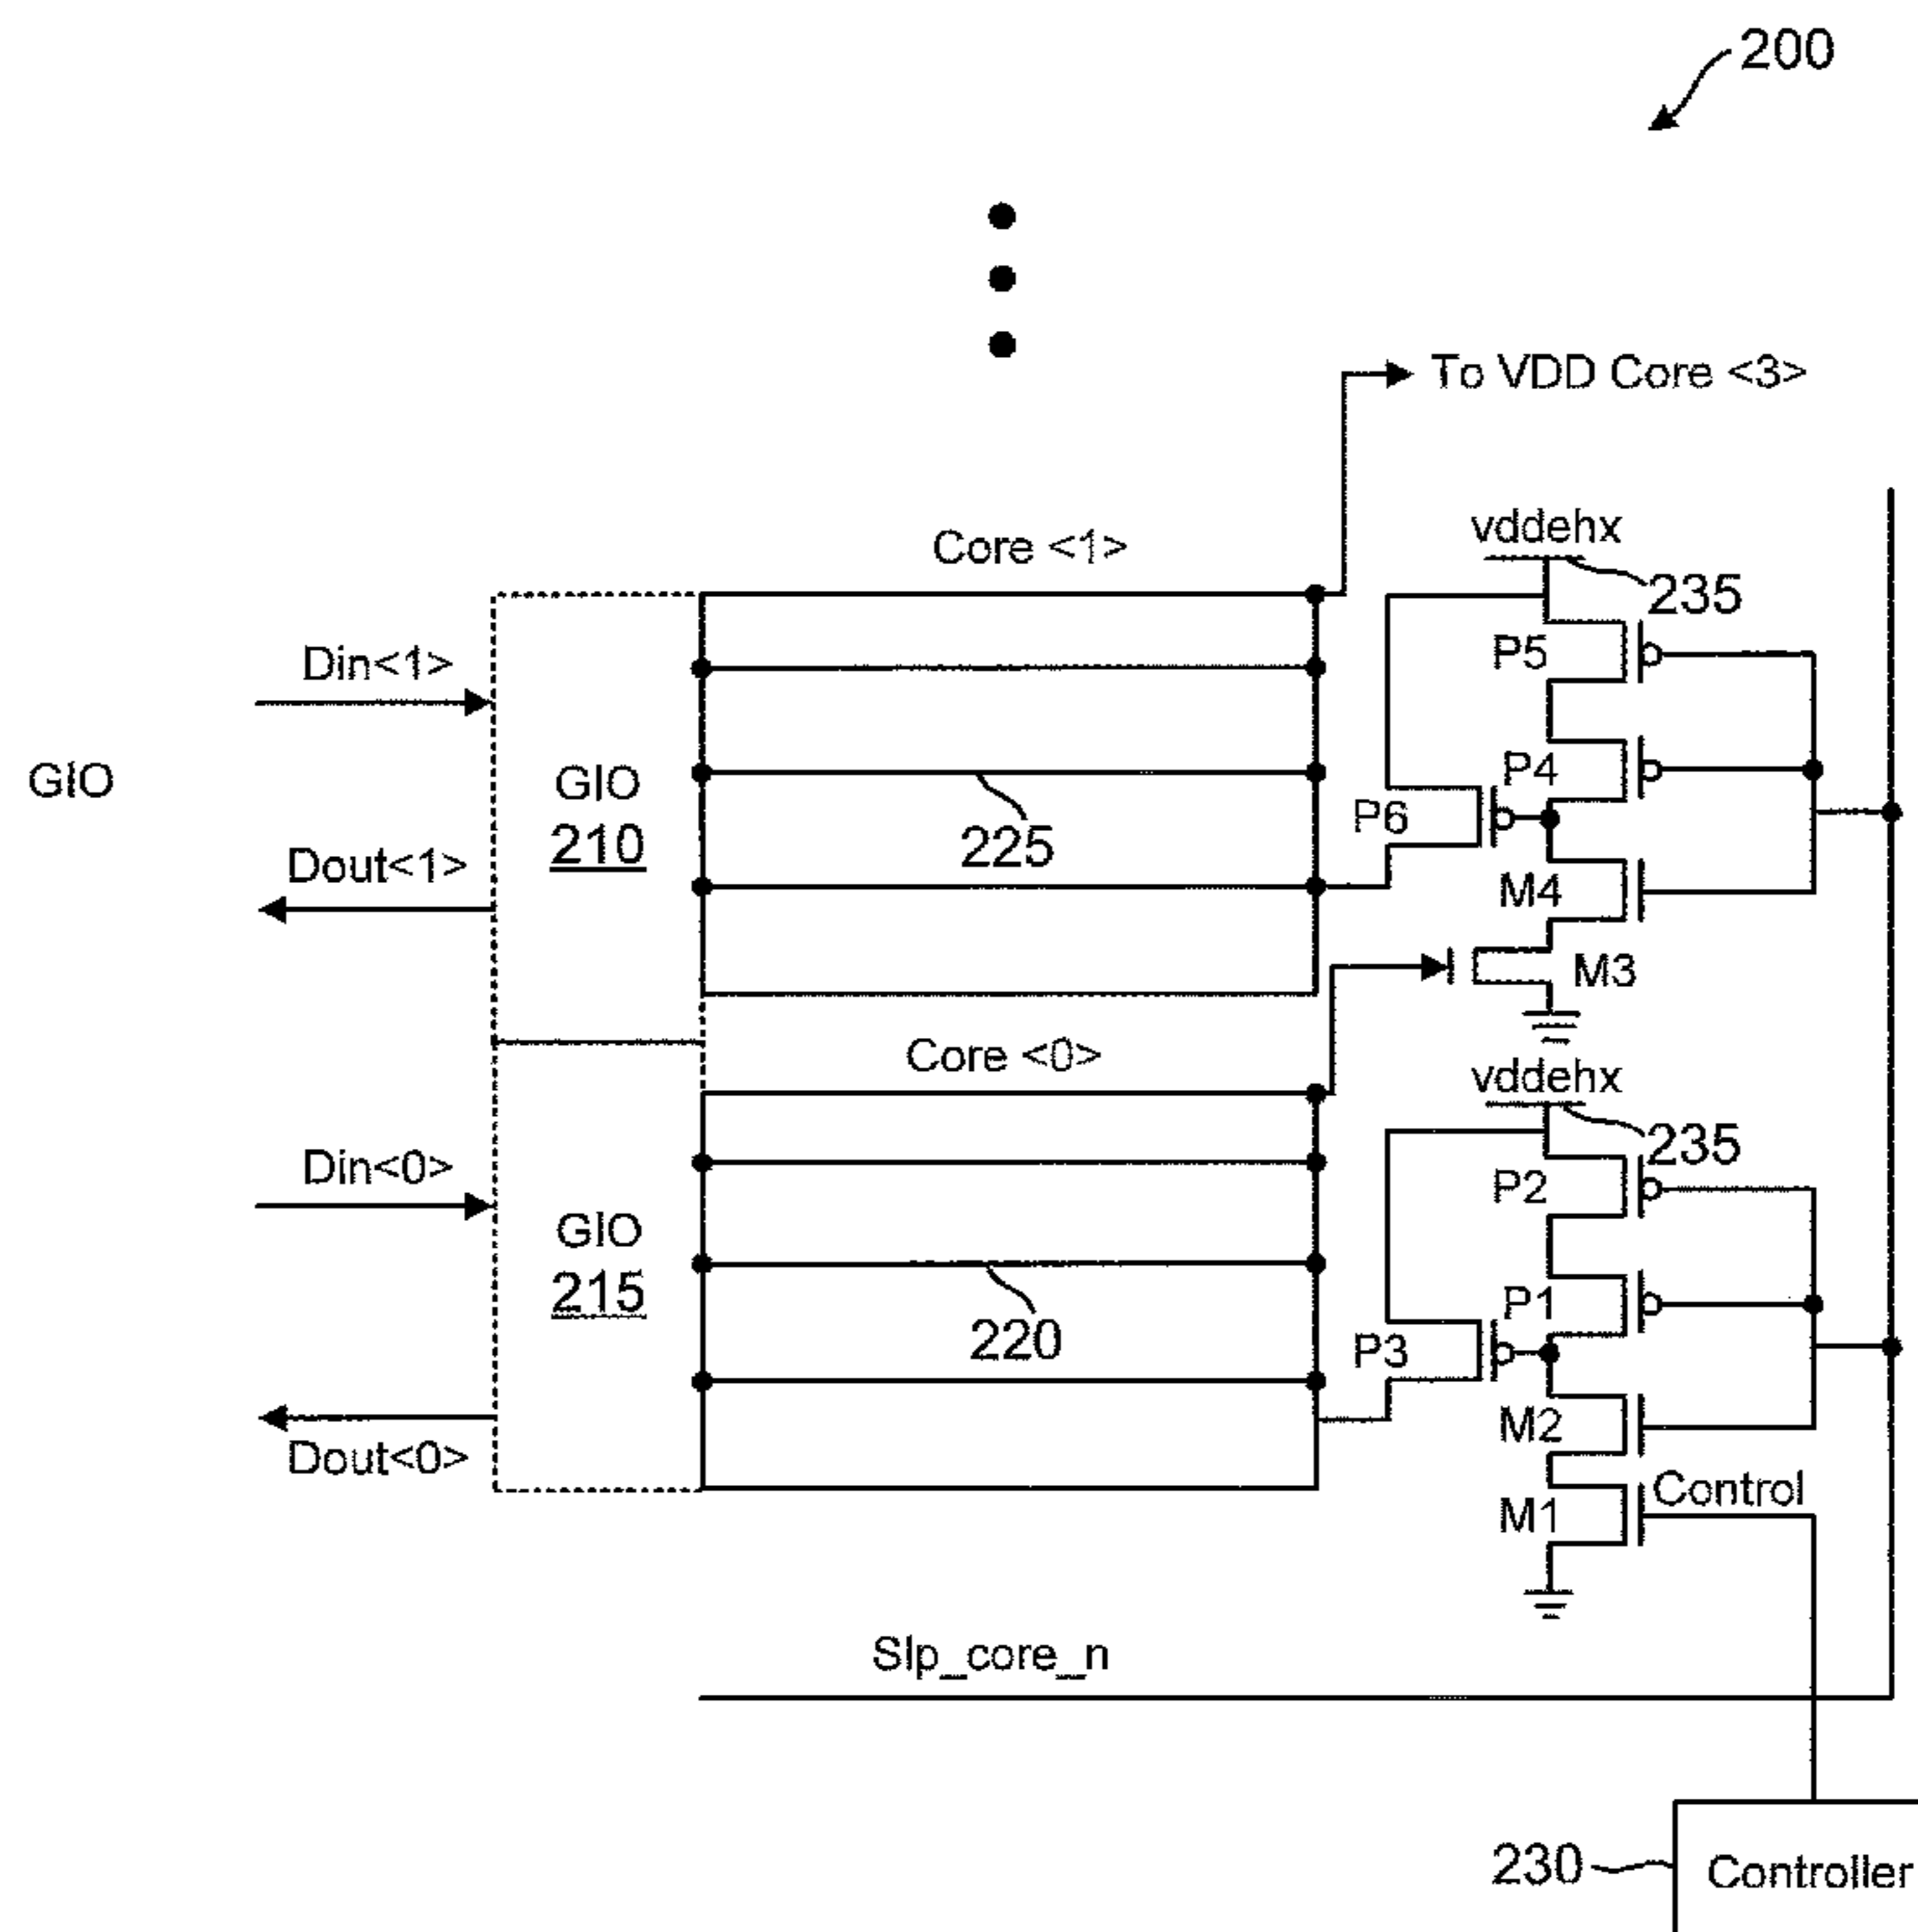 200
To VDD Core <3>
vddehx
235
Core <1>
Din<1>
P5
GIO
GIO
210
P4
P6
225
Dout<1>
M4
M3
Core <0>
vddehx
235
Din<0>
P2
GIO
215
P1
220
P3
Dout<0>
M2
Control
M1
Slp_core_n
230
Controller